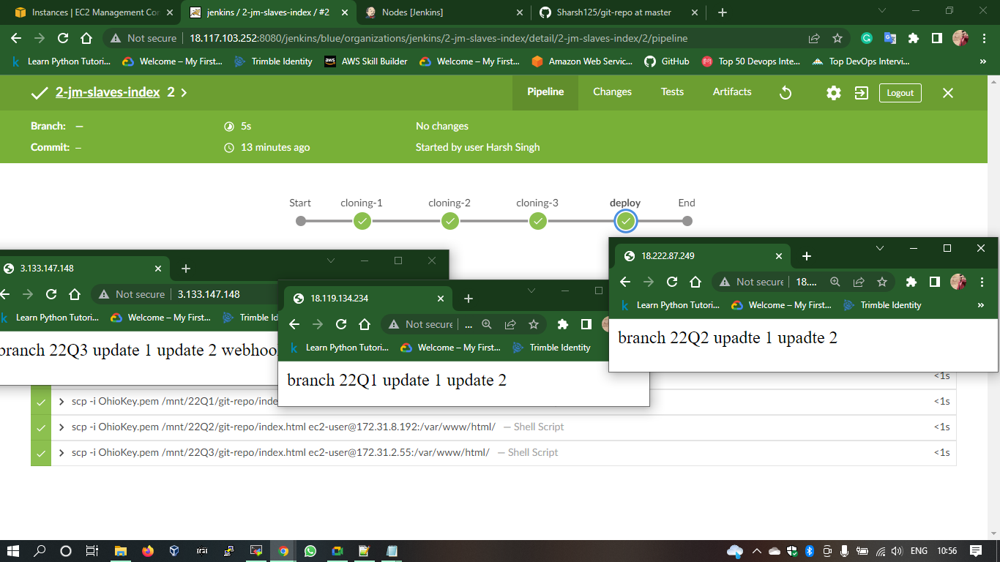 Instances | EC2 Management Con
jenkins / 2-jm-slaves-index / #2
Nodes [Jenkins]
Sharsh125/git-repo at master
Not secure
18.117.103.252:8080/jenkins/blue/organizations/jenkins/2-jm-slaves-index/detail/2-jm-slaves-index/2/pipeline
Learn Python Tutori...
Welcome – My First...
Trimble Identity
AWS Skill Builder
Welcome – My First...
Amazon Web Servic...
GitHub
Top 50 Devops Inte...
Top DevOps Intervi...
»
2-jm-slaves-index 2
Pipeline
Changes
Tests
Artifacts
Logout
Branch: —
5s
No changes
Commit: –
13 minutes ago
Started by user Harsh Singh
Start
cloning-1
cloning-2
cloning-3
deploy
End
3.133.147.148
Not secure
3.133.147.148
Learn Python Tutori...
Welcome – My First...
Trimble Id
branch 22Q3 update 1 update 2 webhook
18.119.134.234
Not secure
...
Learn Python Tutori...
Welcome – My First...
Trimble Identity
branch 22Q1 update 1 update 2
18.222.87.249
Not secure
18....
Learn Python Tutori...
Welcome – My First...
Trimble Identity
»
branch 22Q2 upadte 1 upadte 2
<1s
scp -i OhioKey.pem /mnt/22Q1/git-repo/index
<1s
scp -i OhioKey.pem /mnt/22Q2/git-repo/index.html ec2-user@172.31.8.192:/var/www/html/ — Shell Script
<1s
scp -i OhioKey.pem /mnt/22Q3/git-repo/index.html ec2-user@172.31.2.55:/var/www/html/ — Shell Script
<1s
ENG
10:56